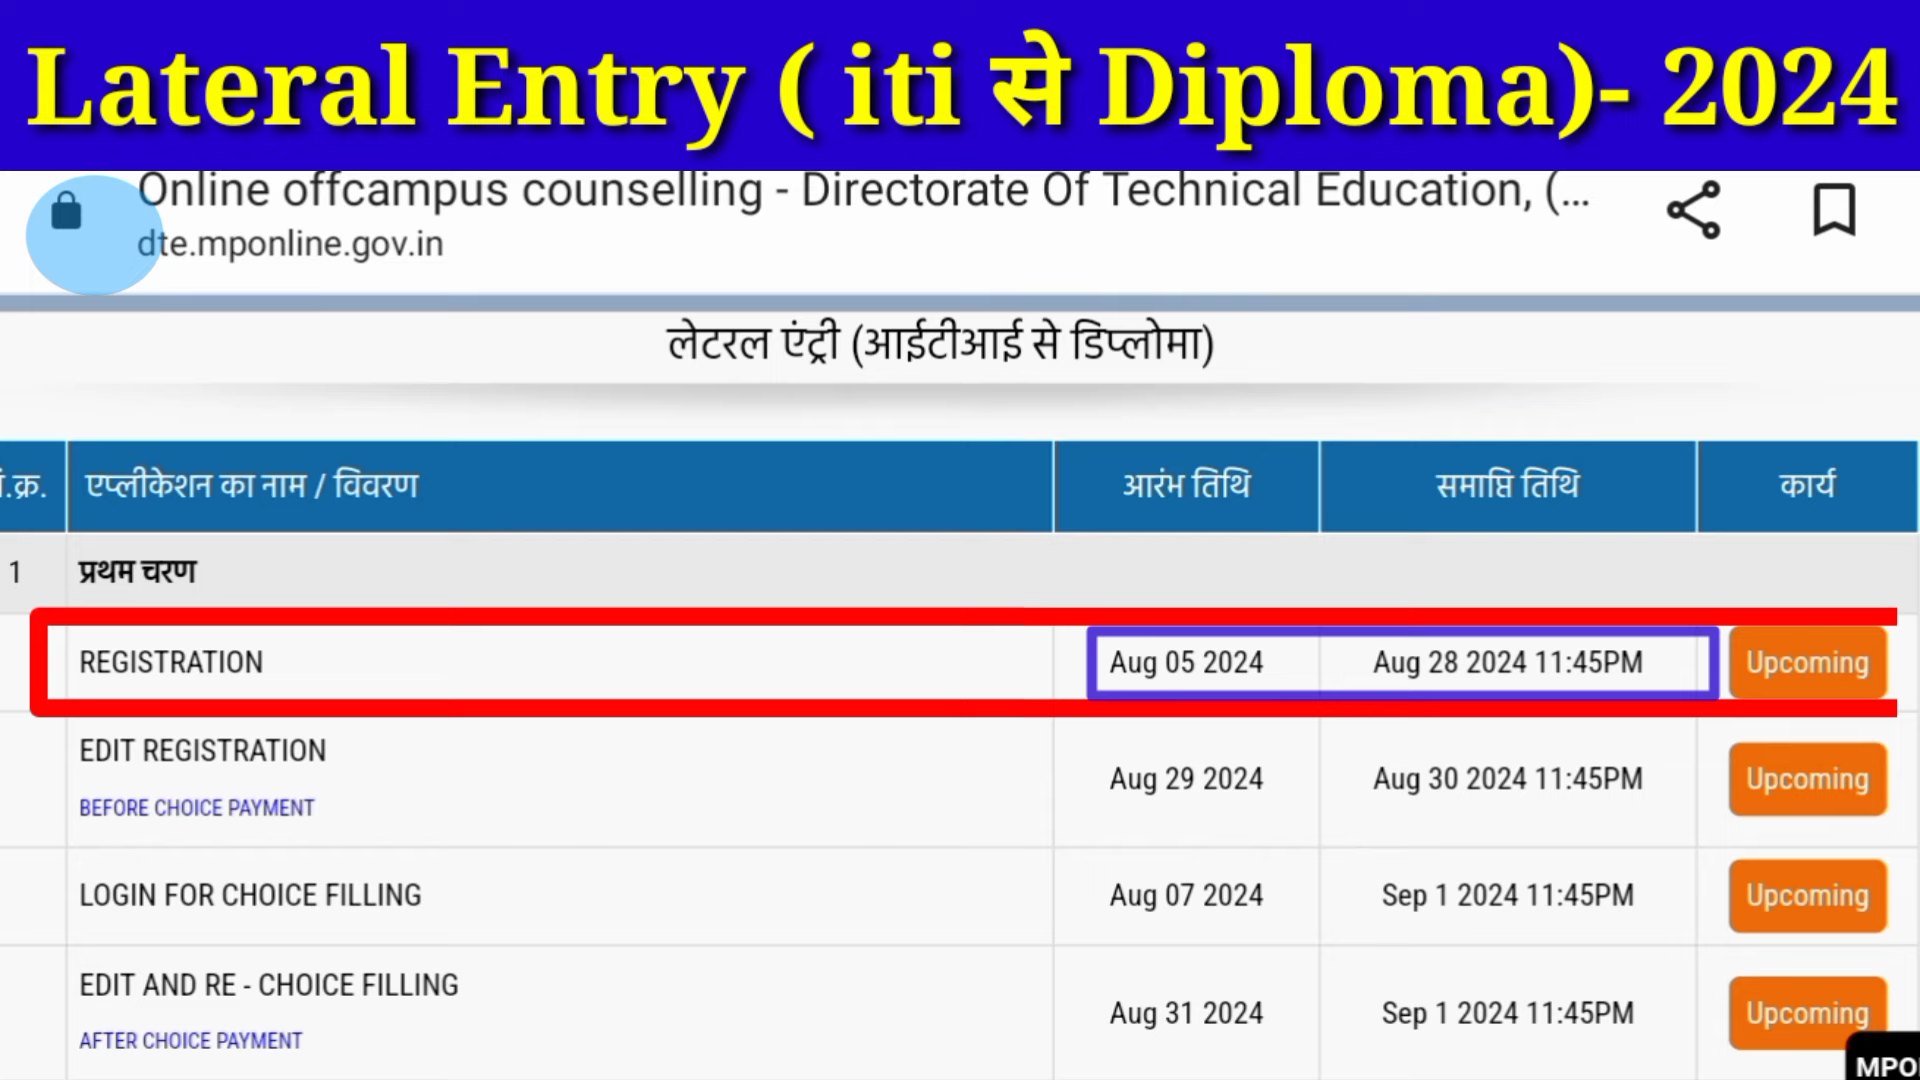 Lateral Entry ( iti से Diploma)- 2024
Online offcampus counselling - Directorate Of Technical Education, (...
dte.mponline.gov.in
लेटरल एंट्री (आईटीआई से डिप्लोमा)
.क्र. एप्लीकेशन का नाम / विवरण आरंभ तिथि समाप्ति तिथि कार्य
1 प्रथम चरण
REGISTRATION Aug 05 2024 Aug 28 2024 11:45PM Upcoming
EDIT REGISTRATION
BEFORE CHOICE PAYMENT Aug 29 2024 Aug 30 2024 11:45PM Upcoming
LOGIN FOR CHOICE FILLING Aug 07 2024 Sep 1 2024 11:45PM Upcoming
EDIT AND RE - CHOICE FILLING
AFTER CHOICE PAYMENT Aug 31 2024 Sep 1 2024 11:45PM Upcoming
MPO